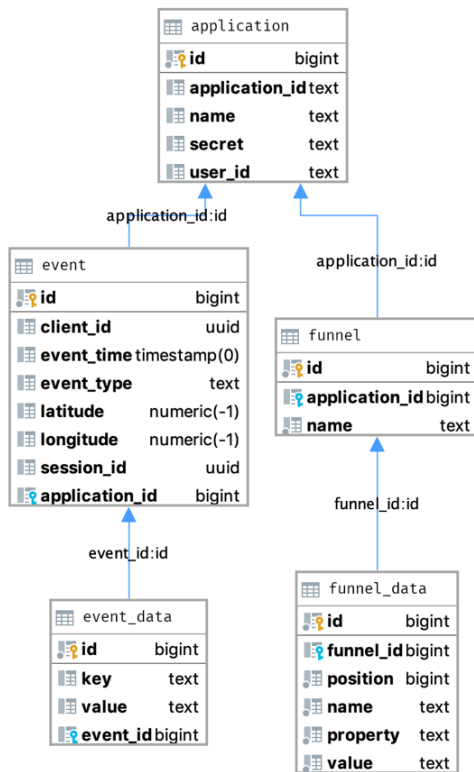 application
id bigint
application_id text
name text
secret text
user_id text
application_id:id
event
id bigint
client_id uuid
event_time timestamp(0)
event_type text
latitude numeric(-1)
longitude numeric(-1)
session_id uuid
application_id bigint
application_id:id
funnel
id bigint
application_id bigint
name text
event_id:id
funnel_id:id
event_data
id bigint
key text
value text
event_id bigint
funnel_data
id bigint
funnel_id bigint
position bigint
name text
property text
value text